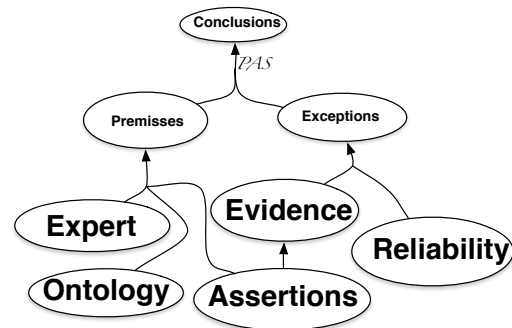 Conclusions
PAS
Premisses
Exceptions
Expert
Evidence
Reliability
Ontology
Assertions